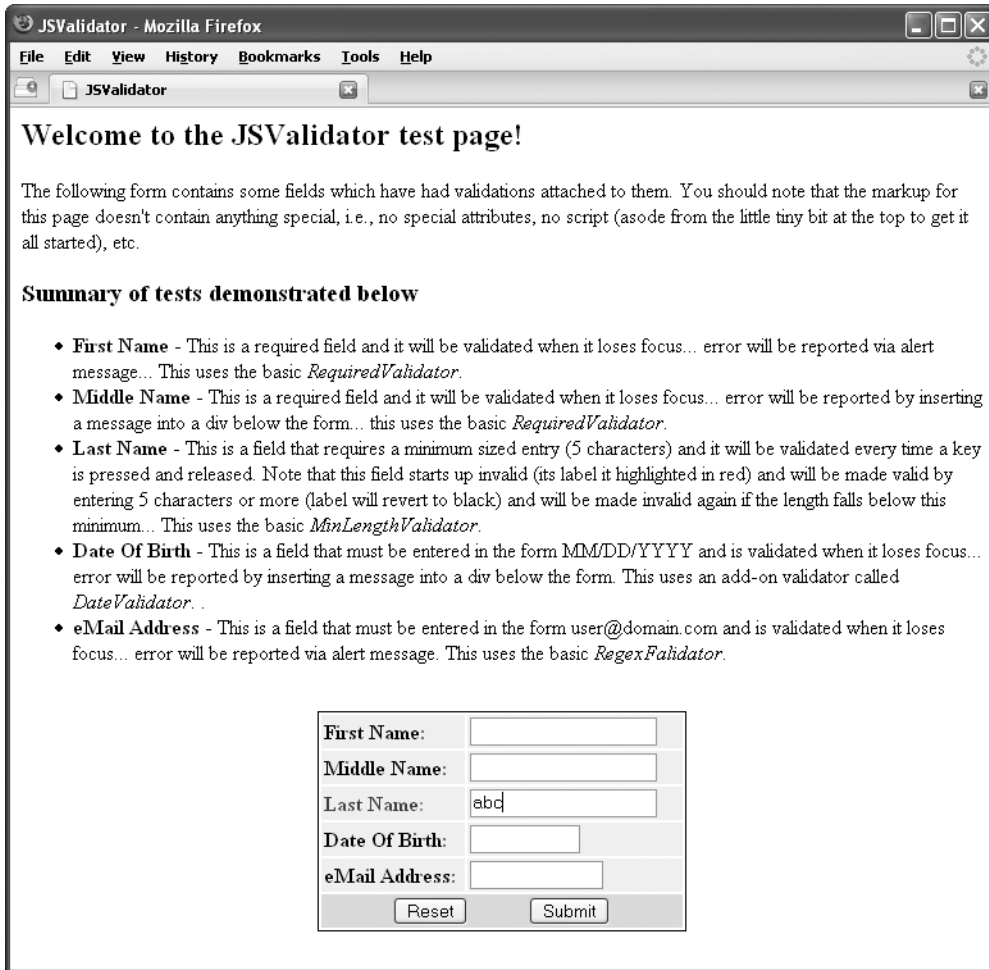 JSValidator - Mozilla Firefox
File Edit View History Bookmarks Tools Help
JSValidator
Welcome to the JSValidator test page!
The following form contains some fields which have had validations attached to them. You should note that the markup for
this page doesn't contain anything special, i.e., no special attributes, no script (asode from the little tiny bit at the top to get it
all started), etc.
Summary of tests demonstrated below
• First Name - This is a required field and it will be validated when it loses focus... error will be reported via alert
message... This uses the basic RequiredValidator.
• Middle Name - This is a required field and it will be validated when it loses focus... error will be reported by inserting
a message into a div below the form... this uses the basic RequiredValidator.
• Last Name - This is a field that requires a minimum sized entry (5 characters) and it will be validated every time a key
is pressed and released. Note that this field starts up invalid (its label it highlighted in red) and will be made valid by
entering 5 characters or more (label will revert to black) and will be made invalid again if the length falls below this
minimum... This uses the basic MinLengthValidator.
• Date Of Birth - This is a field that must be entered in the form MM/DD/YYYY and is validated when it loses focus...
error will be reported by inserting a message into a div below the form. This uses an add-on validator called
DateValidator. .
• eMail Address - This is a field that must be entered in the form user@domain.com and is validated when it loses
focus... error will be reported via alert message. This uses the basic RegexFalidator.
First Name:
Middle Name:
Last Name: abc
Date Of Birth:
eMail Address:
Reset Submit